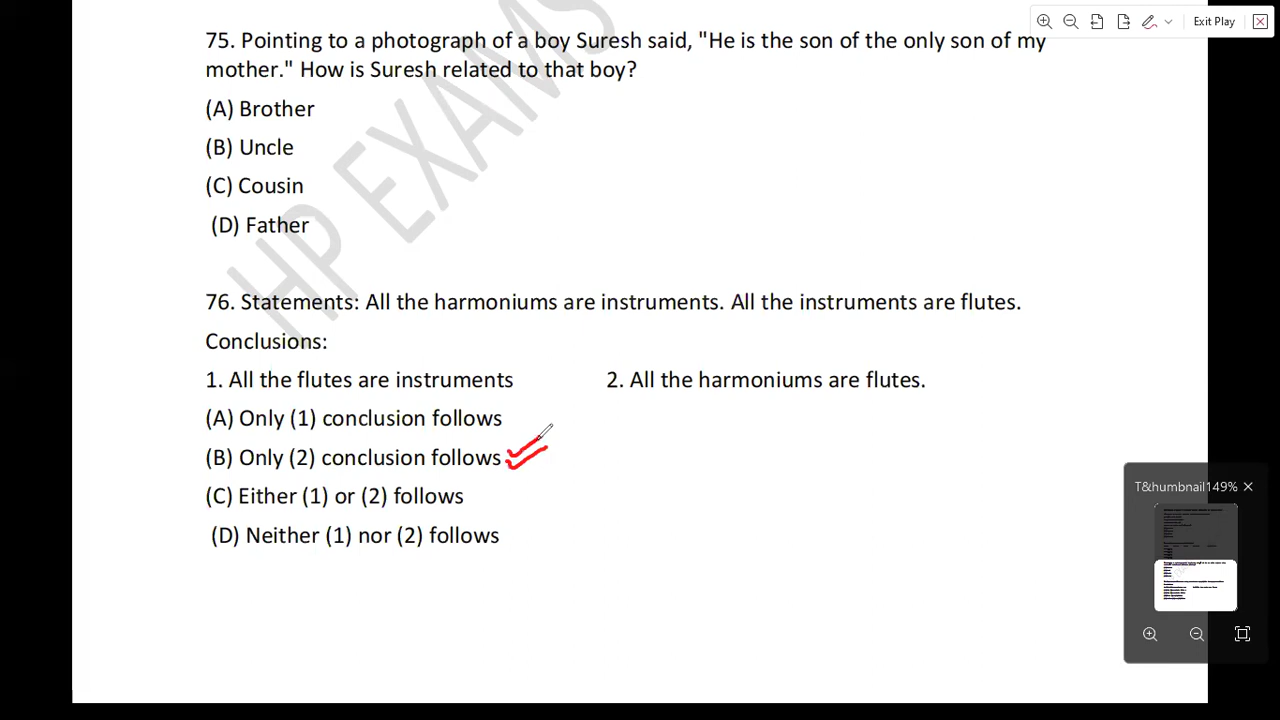 Exit Play
75. Pointing to a photograph of a boy Suresh said, "He is the son of the only son of my
mother." How is Suresh related to that boy?
(A) Brother
(B) Uncle
(C) Cousin
(D) Father
HP EXAMS
76. Statements: All the harmoniums are instruments. All the instruments are flutes.
Conclusions:
1. All the flutes are instruments 2. All the harmoniums are flutes.
(A) Only (1) conclusion follows
(B) Only (2) conclusion follows
(C) Either (1) or (2) follows
(D) Neither (1) nor (2) follows
T&humbnail149%